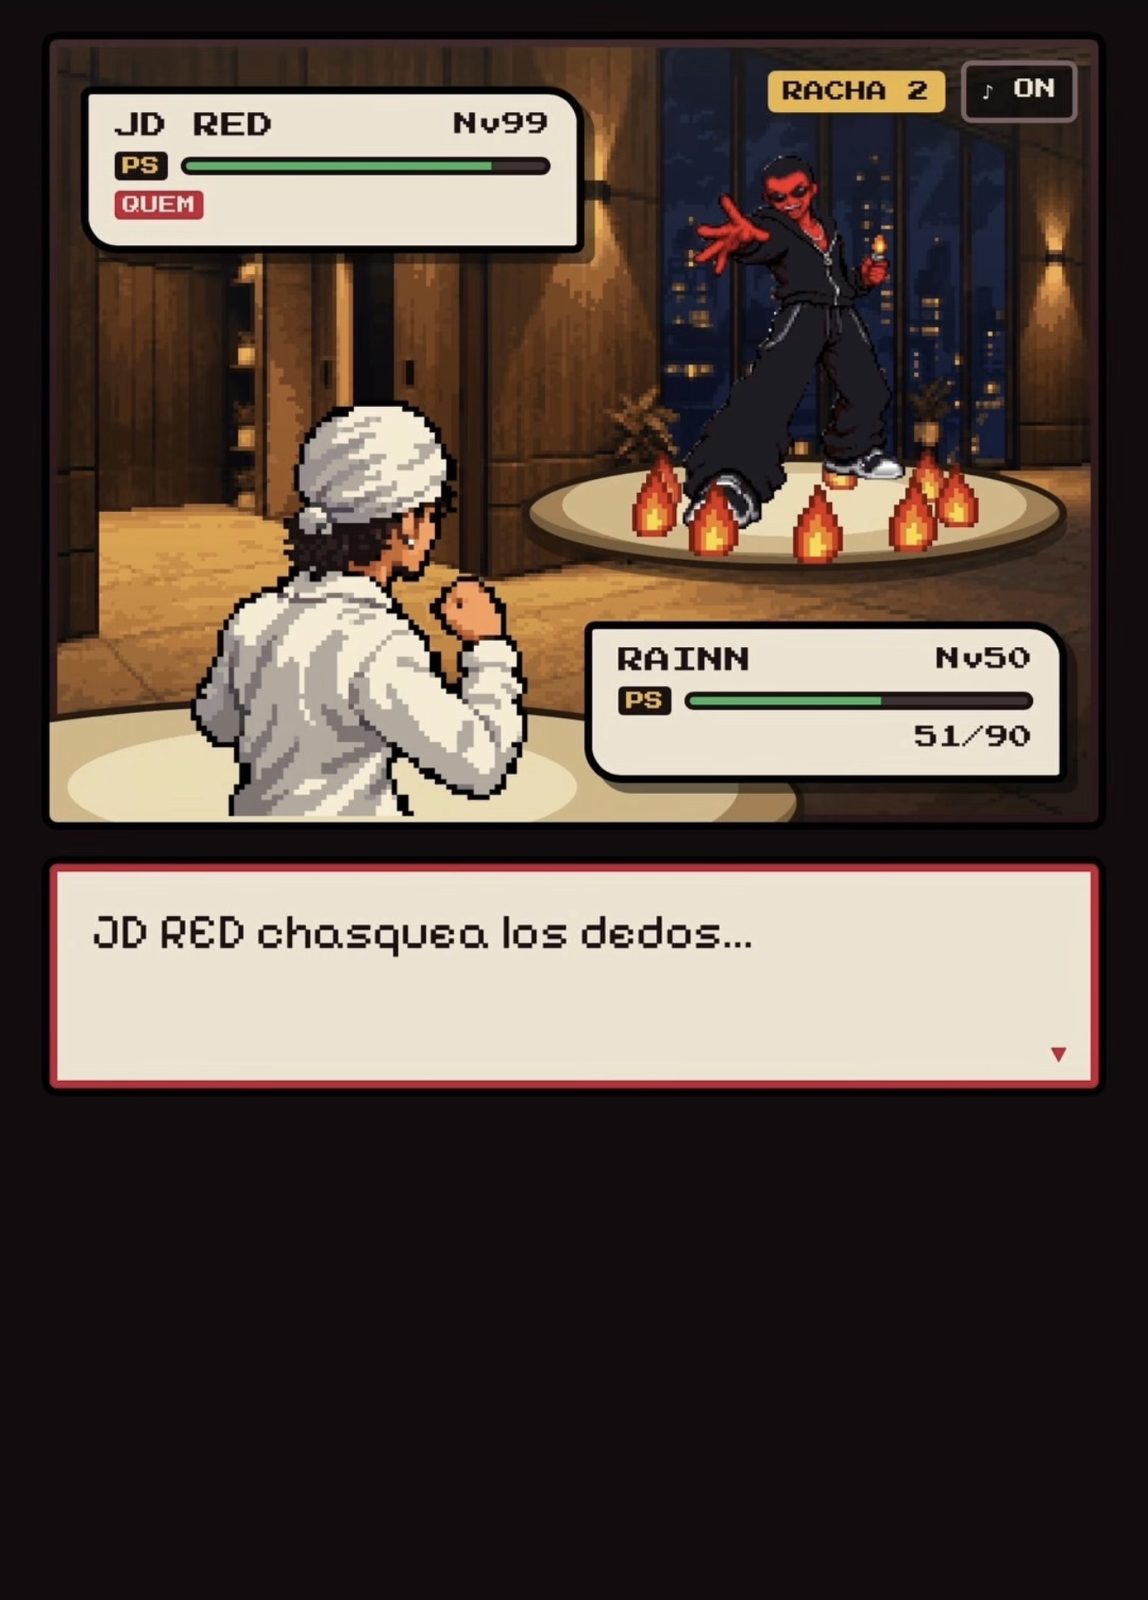 JD RED Nv99
PS
QUEM
RACHA 2
♪ ON
RAINN Nv50
PS
51/90
JD RED chasquea los dedos...